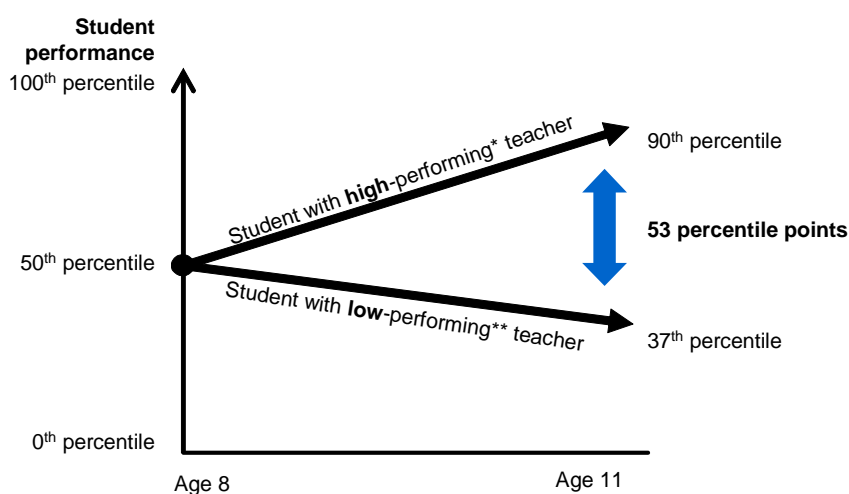 Student
performance
100th percentile
Student with high-performing* teacher
90th percentile
53 percentile points
50th percentile
Student with low-performing** teacher
37th percentile
0th percentile
Age 8
Age 11